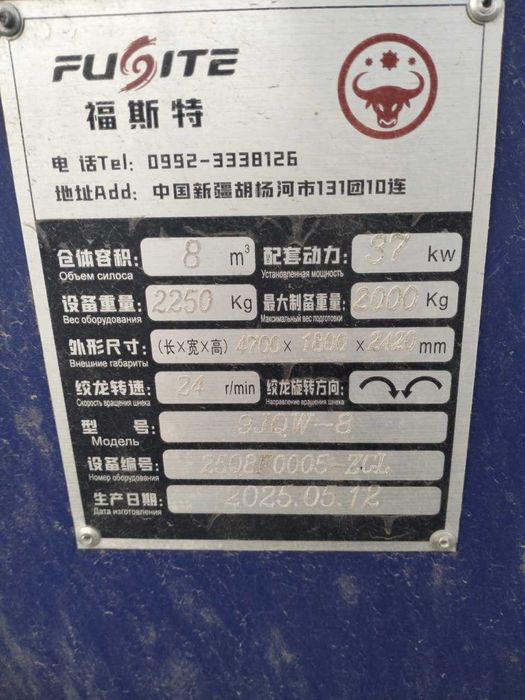 FUSITE
福斯特
电 话Tel: 0992-3338126
地址Add: 中国新疆胡杨河市131团10连
仓体容积: 8 m³ 配套动力: 37 kw
Объем силоса Установленная мощность
设备重量: 2250 Kg 最大制备重量: 2000 Kg
Вес оборудования Максимальный вес подготовки
外形尺寸: (长×宽×高) 4700 × 1800 × 2420 mm
Внешние габариты
绞龙转速: 24 r/min 绞龙旋转方向:
Скорость вращения шнека Направление вращения шнека
型 号: 9JQW-8
Модель
设备编号:
Номер оборудования
生产日期: 2025.05.12
Дата изготовления